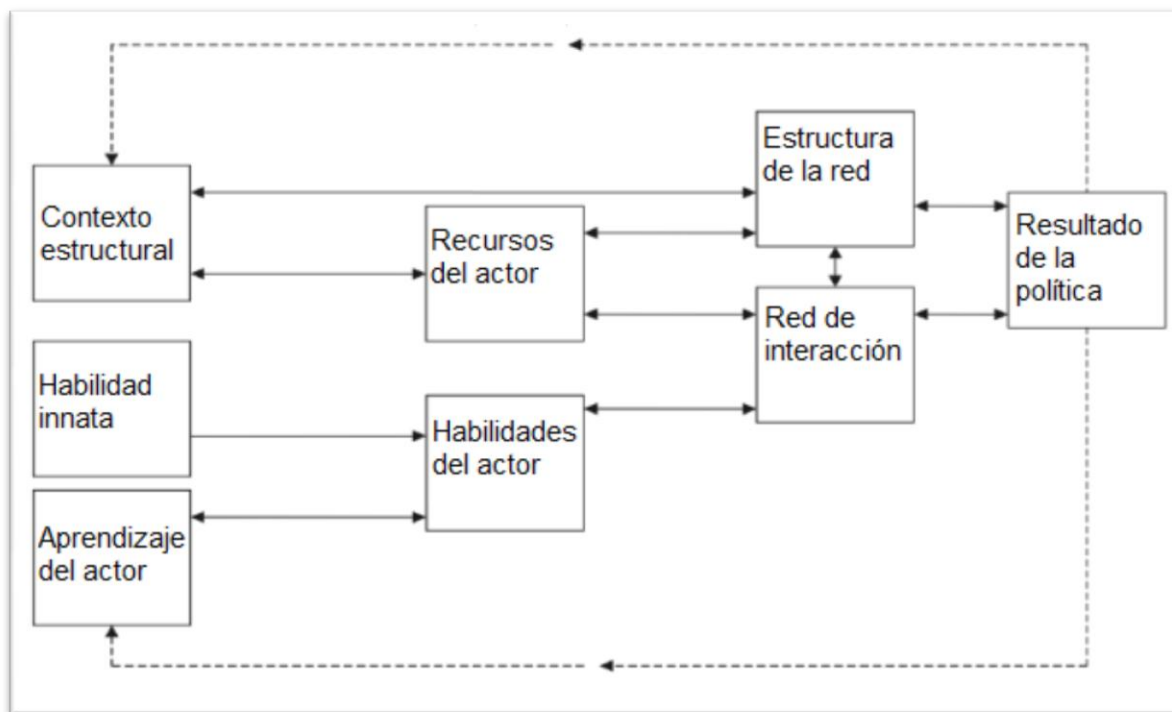 Estructura
de la red
Contexto
estructural
Recursos
del actor
Resultado
de la
política
Red de
interacción
Habilidad
innata
Habilidades
del actor
Aprendizaje
del actor